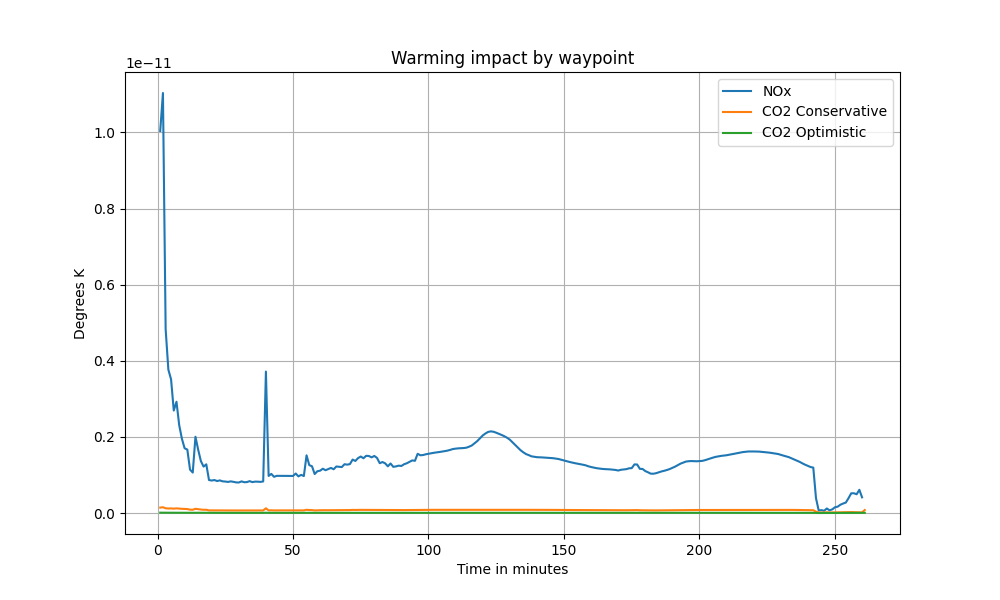 Warming impact by waypoint
1e−11
NOx
CO2 Conservative
CO2 Optimistic
1.0
0.8
0.6
0.4
0.2
0.0
Degrees K
0 50 100 150 200 250
Time in minutes